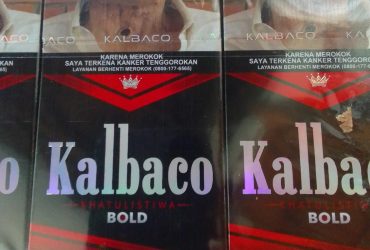 KALBACO
KARENA MEROKOK
SAYA TERKENA KANKER TENGGOROKAN
LAYANAN BERHENTI MEROKOK (0800-177-6565)
Kalbaco
KHATULISTIWA
BOLD
KALBACO
KARENA MEROKOK
SAYA TERKENA KANKER TENGGOROKAN
LAYANAN BERHENTI MEROKOK (0800-177-6565)
Kalbaco
KHATULISTIWA
BOLD